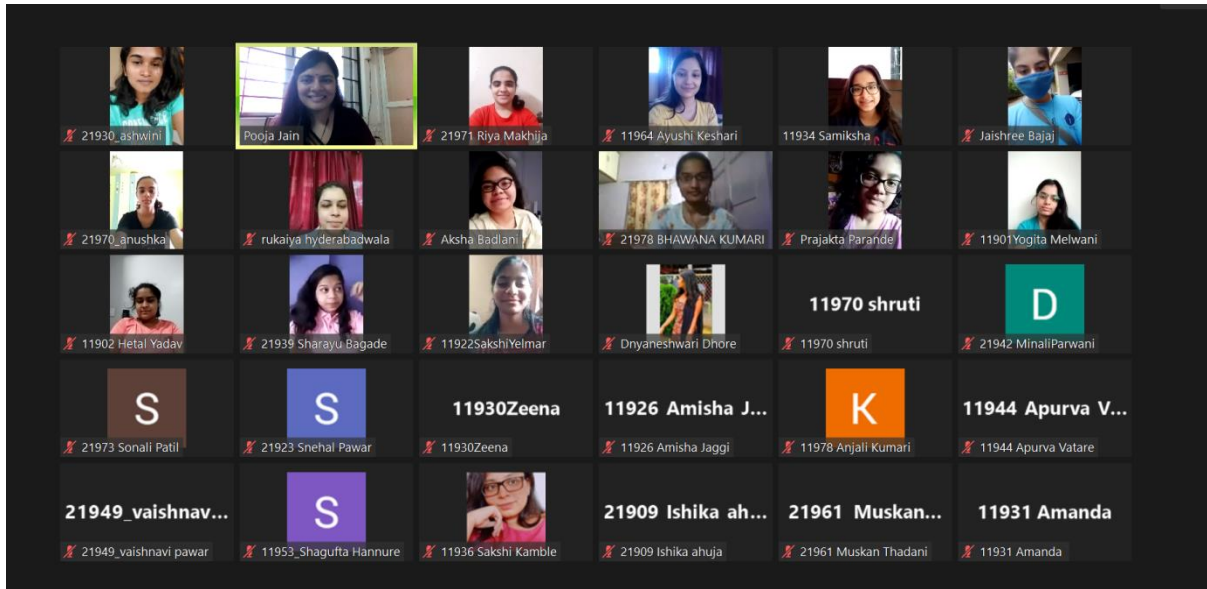 21930_ashwini
Pooja Jain
21971 Riya Makhija
11964 Ayushi Keshari
11934 Samiksha
Jaishree Bajaj
21970_anushka
rukaiya hyderabadwala
Aksha Badlani
21978 BHAWANA KUMARI
Prajakta Parande
11901Yogita Melwani
11902 Hetal Yadav
21939 Sharayu Bagade
11922SakshiYelmar
Dnyaneshwari Dhore
11970 shruti
11970 shruti
D
21942 MinaliParwani
S
21973 Sonali Patil
S
21923 Snehal Pawar
11930Zeena
11930Zeena
11926 Amisha J...
11926 Amisha Jaggi
K
11978 Anjali Kumari
11944 Apurva V...
11944 Apurva Vatare
21949_vaishnav...
21949_vaishnavi pawar
S
11953_Shagufta Hannure
11936 Sakshi Kamble
21909 Ishika ah...
21909 Ishika ahuja
21961 Muskan...
21961 Muskan Thadani
11931 Amanda
11931 Amanda